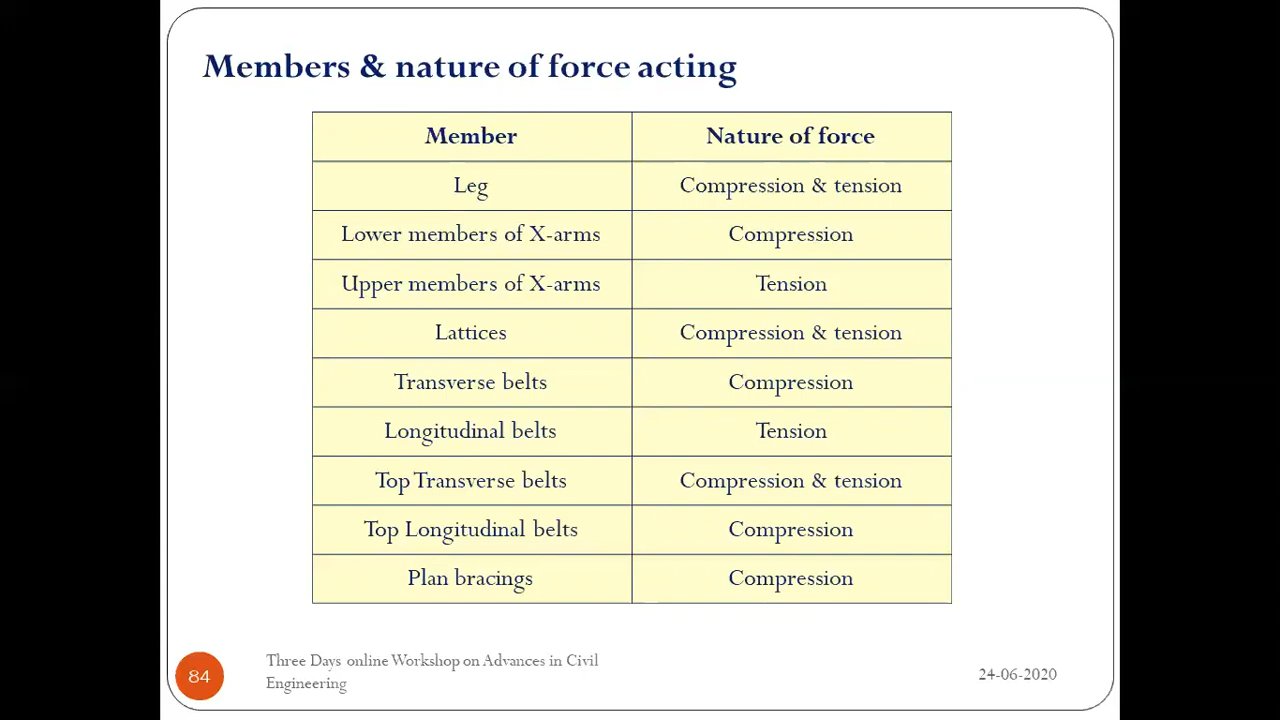 Members & nature of force acting
Member Nature of force
Leg Compression & tension
Lower members of X-arms Compression
Upper members of X-arms Tension
Lattices Compression & tension
Transverse belts Compression
Longitudinal belts Tension
Top Transverse belts Compression & tension
Top Longitudinal belts Compression
Plan bracings Compression
84
Three Days online Workshop on Advances in Civil
Engineering
24-06-2020